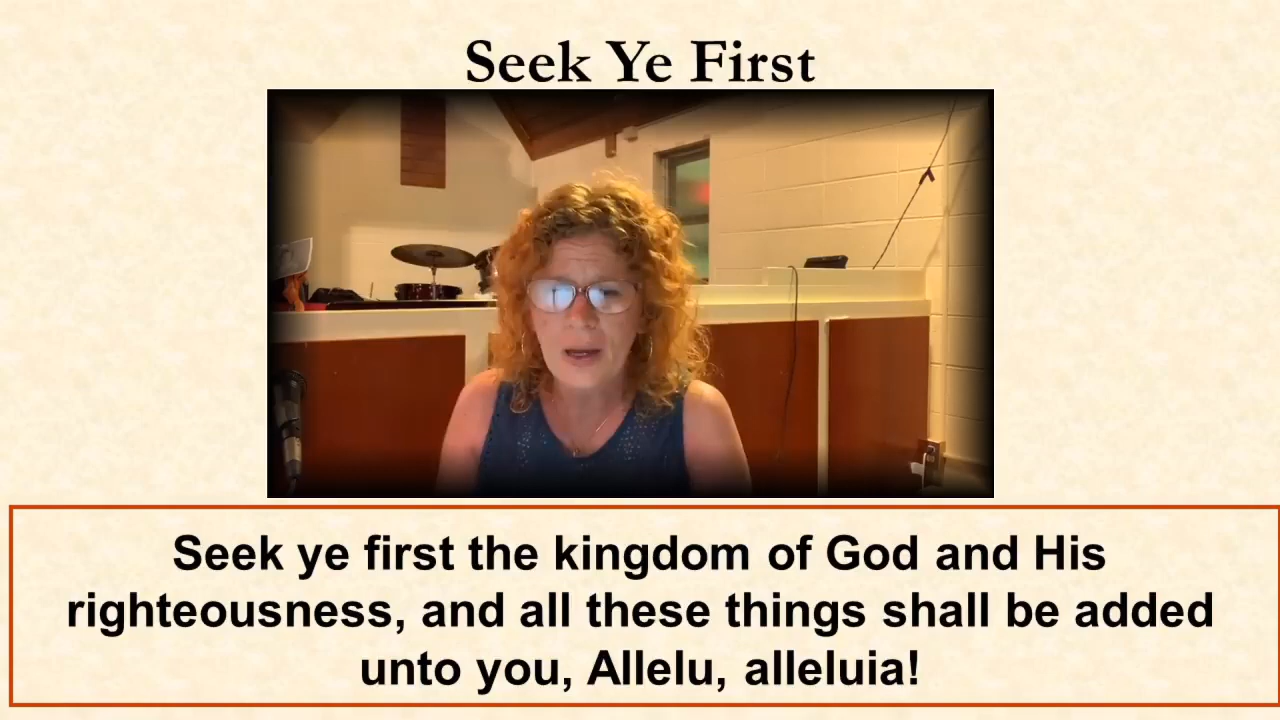 Seek Ye First
Seek ye first the kingdom of God and His
righteousness, and all these things shall be added
unto you, Allelu, alleluia!